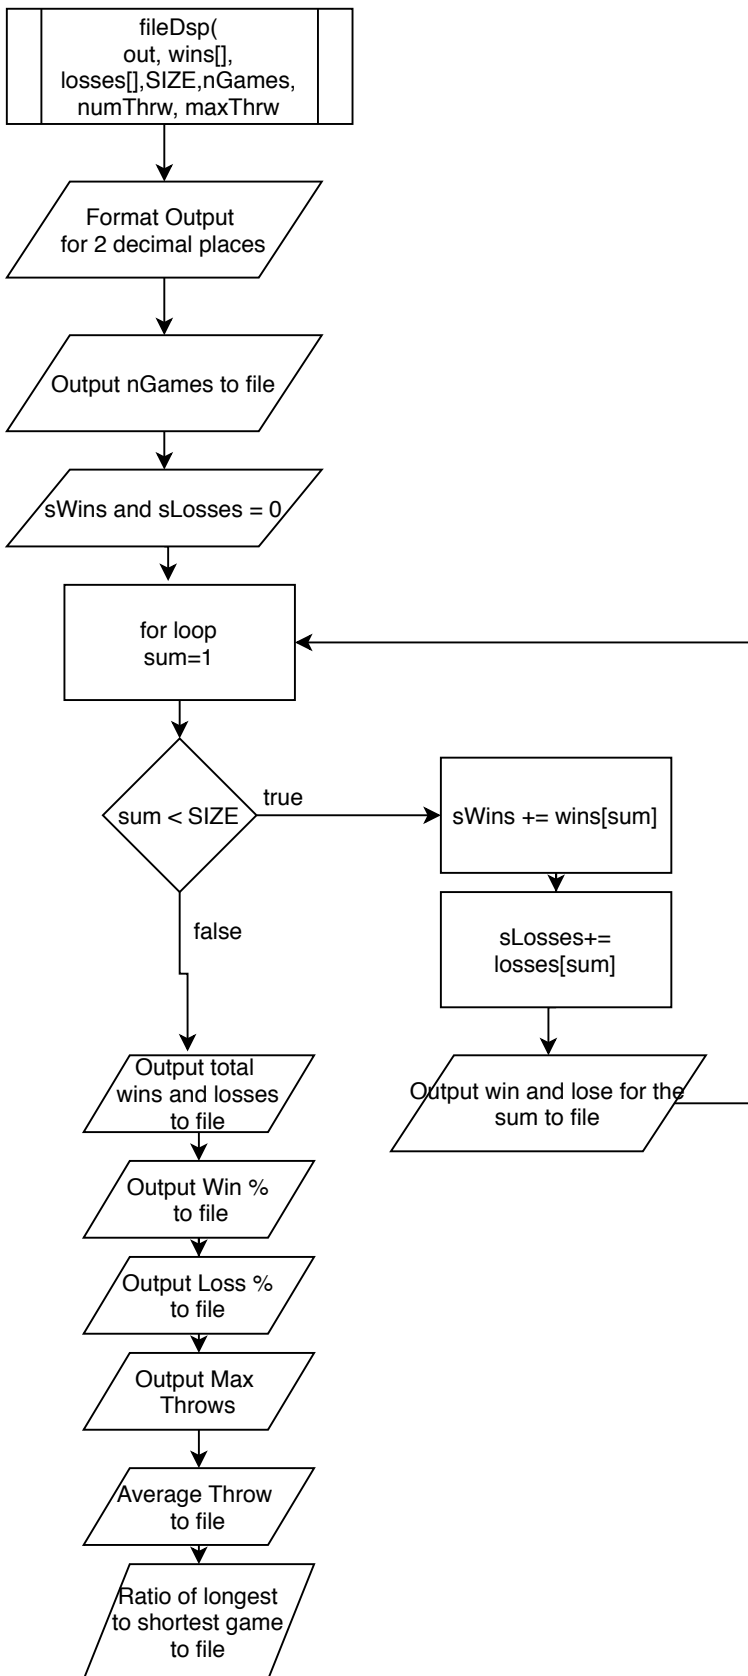 fileDsp(
out, wins[],
losses[],SIZE,nGames,
numThrw, maxThrw
Format Output
for 2 decimal places
Output nGames to file
sWins and sLosses = 0
for loop
sum=1
sum < SIZE
true
sWins += wins[sum]
false
sLosses+=
losses[sum]
Output win and lose for the
sum to file
Output total
wins and losses
to file
Output Win %
to file
Output Loss %
to file
Output Max
Throws
Average Throw
to file
Ratio of longest
to shortest game
to file